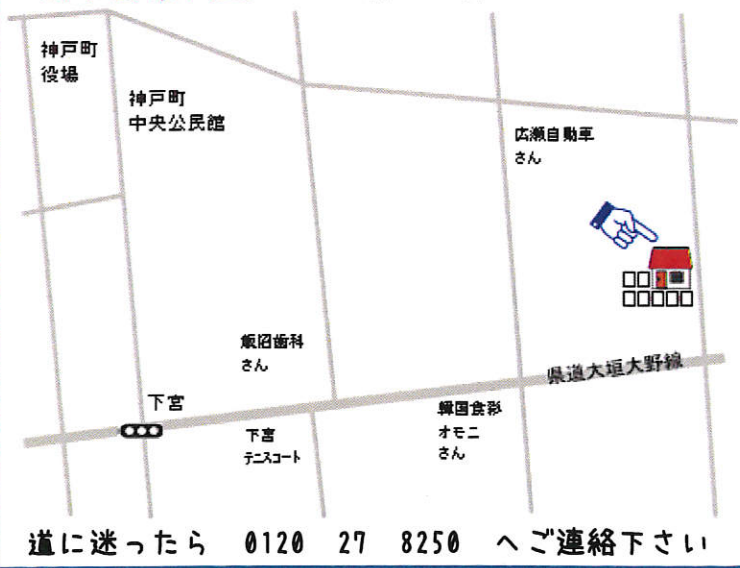 神戸町
役場
神戸町
中央公民館
広瀬自動車
さん
飯沼歯科
さん
県道大垣大野線
下宮
下宮
テニスコート
韓国食彩
オモニ
さん
道に迷ったら 0120 27 8250 へご連絡下さい